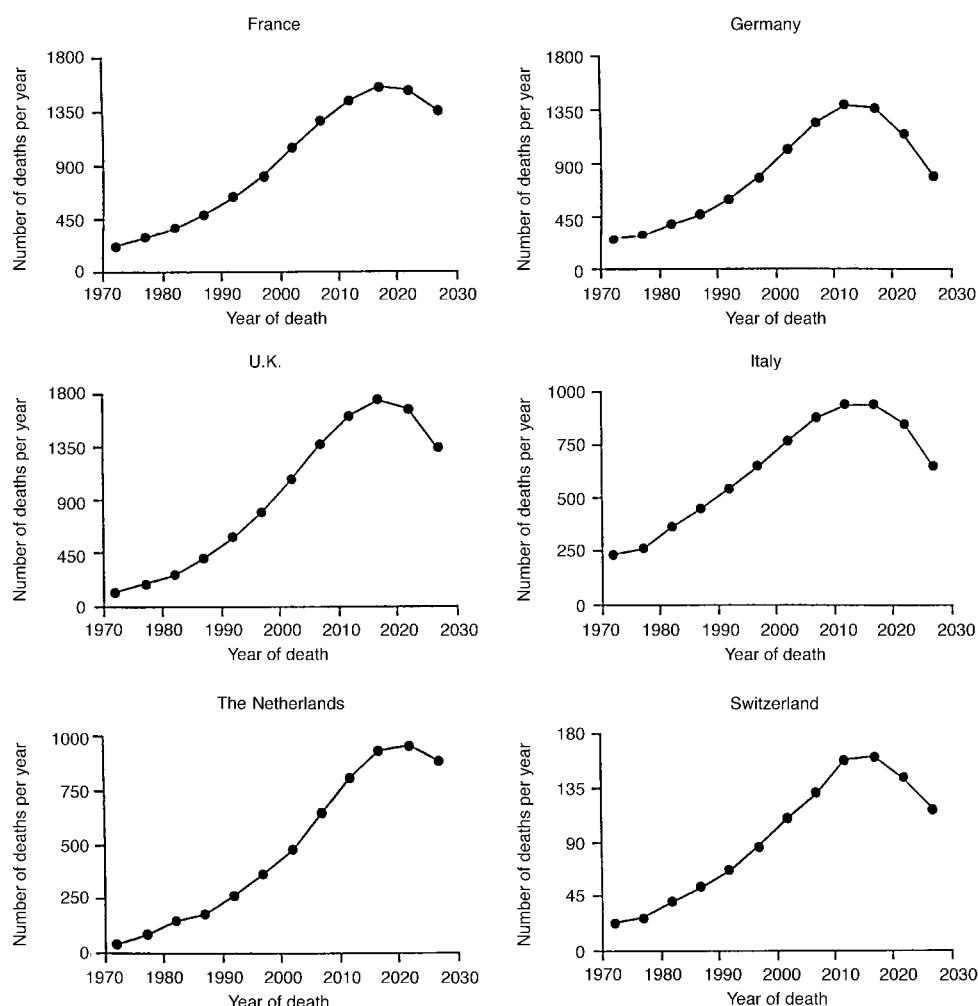 France
Number of deaths per year
1800
1350
900
450
0
1970 1980 1990 2000 2010 2020 2030
Year of death
Germany
Number of deaths per year
1800
1350
900
450
0
1970 1980 1990 2000 2010 2020 2030
Year of death
U.K.
Number of deaths per year
1800
1350
900
450
0
1970 1980 1990 2000 2010 2020 2030
Year of death
Italy
Number of deaths per year
1000
750
500
250
0
1970 1980 1990 2000 2010 2020 2030
Year of death
The Netherlands
Number of deaths per year
1000
750
500
250
0
1970 1980 1990 2000 2010 2020 2030
Year of death
Switzerland
Number of deaths per year
180
135
90
45
0
1970 1980 1990 2000 2010 2020 2030
Year of death